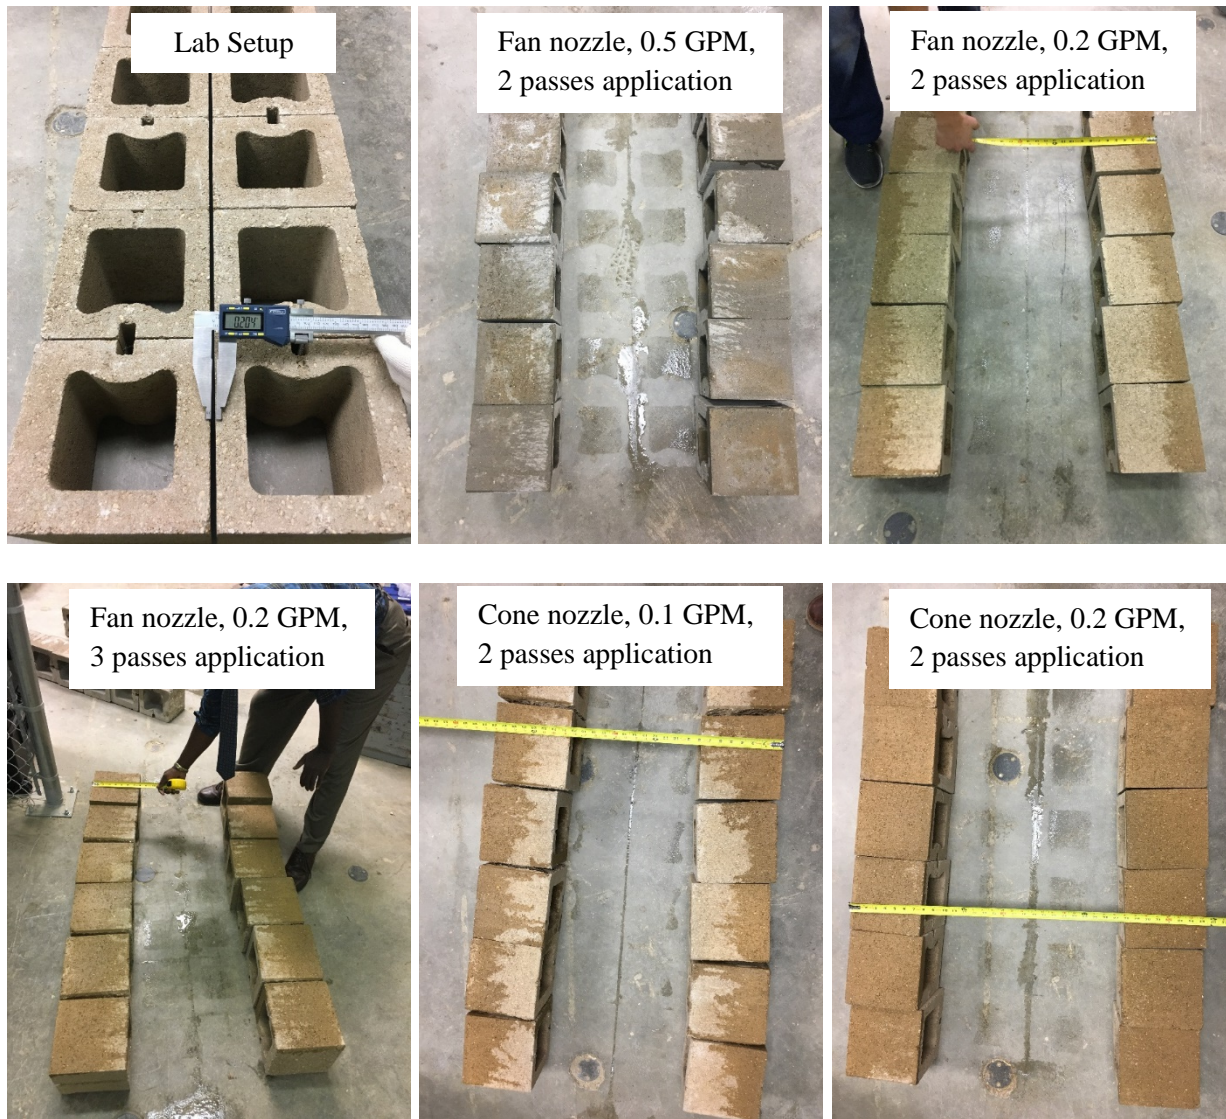 Lab Setup
Fan nozzle, 0.5 GPM,
2 passes application
Fan nozzle, 0.2 GPM,
2 passes application
0.204
Fan nozzle, 0.2 GPM,
3 passes application
Cone nozzle, 0.1 GPM,
2 passes application
Cone nozzle, 0.2 GPM,
2 passes application